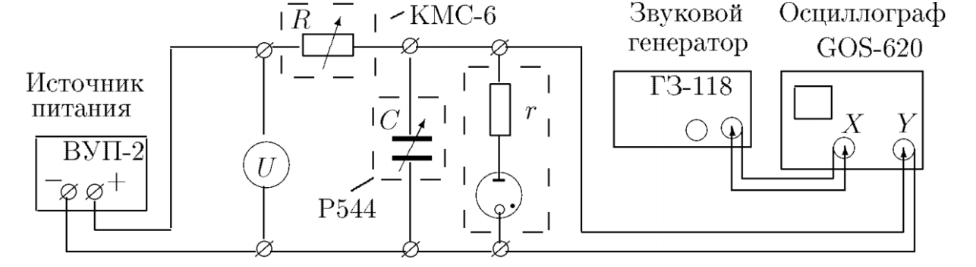 Источник
питания
ВУП-2
− +
U
R
КМС-6
C
Р544
r
Звуковой
генератор
ГЗ-118
Осциллограф
GOS-620
X Y